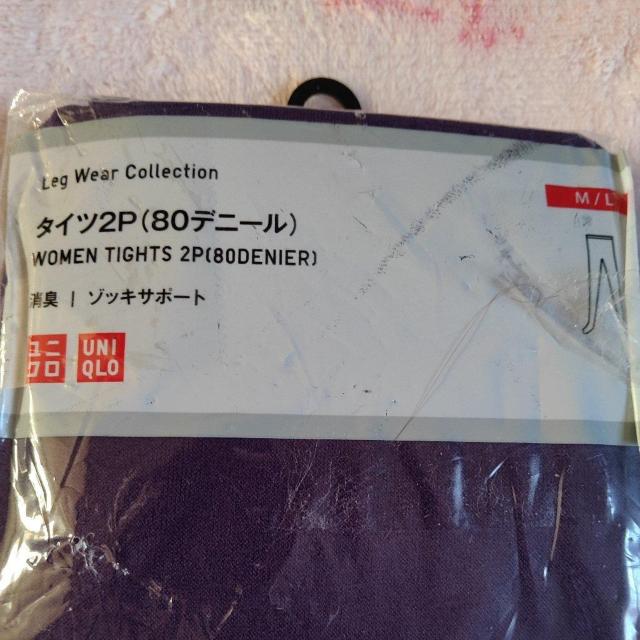 Leg Wear Collection
M/L
タイツ2P(80デニール)
WOMEN TIGHTS 2P(80DENIER)
消臭 | ゾッキサポート
ユニ
クロ
UNI
QLO